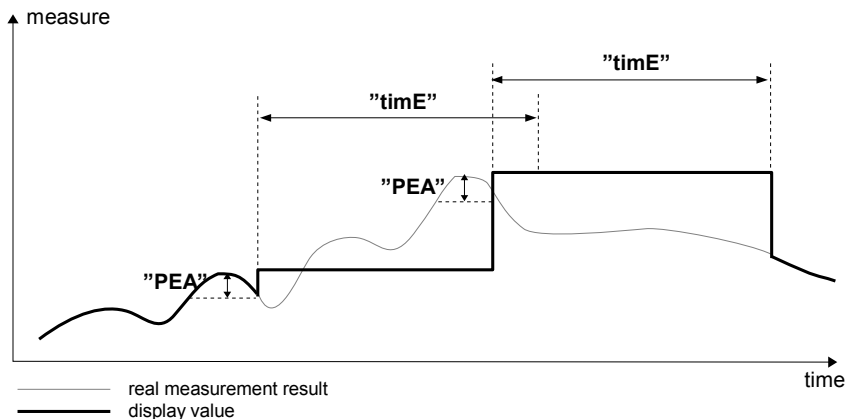 measure
”timE”
”timE”
”PEA”
”PEA”
time
real measurement result
display value